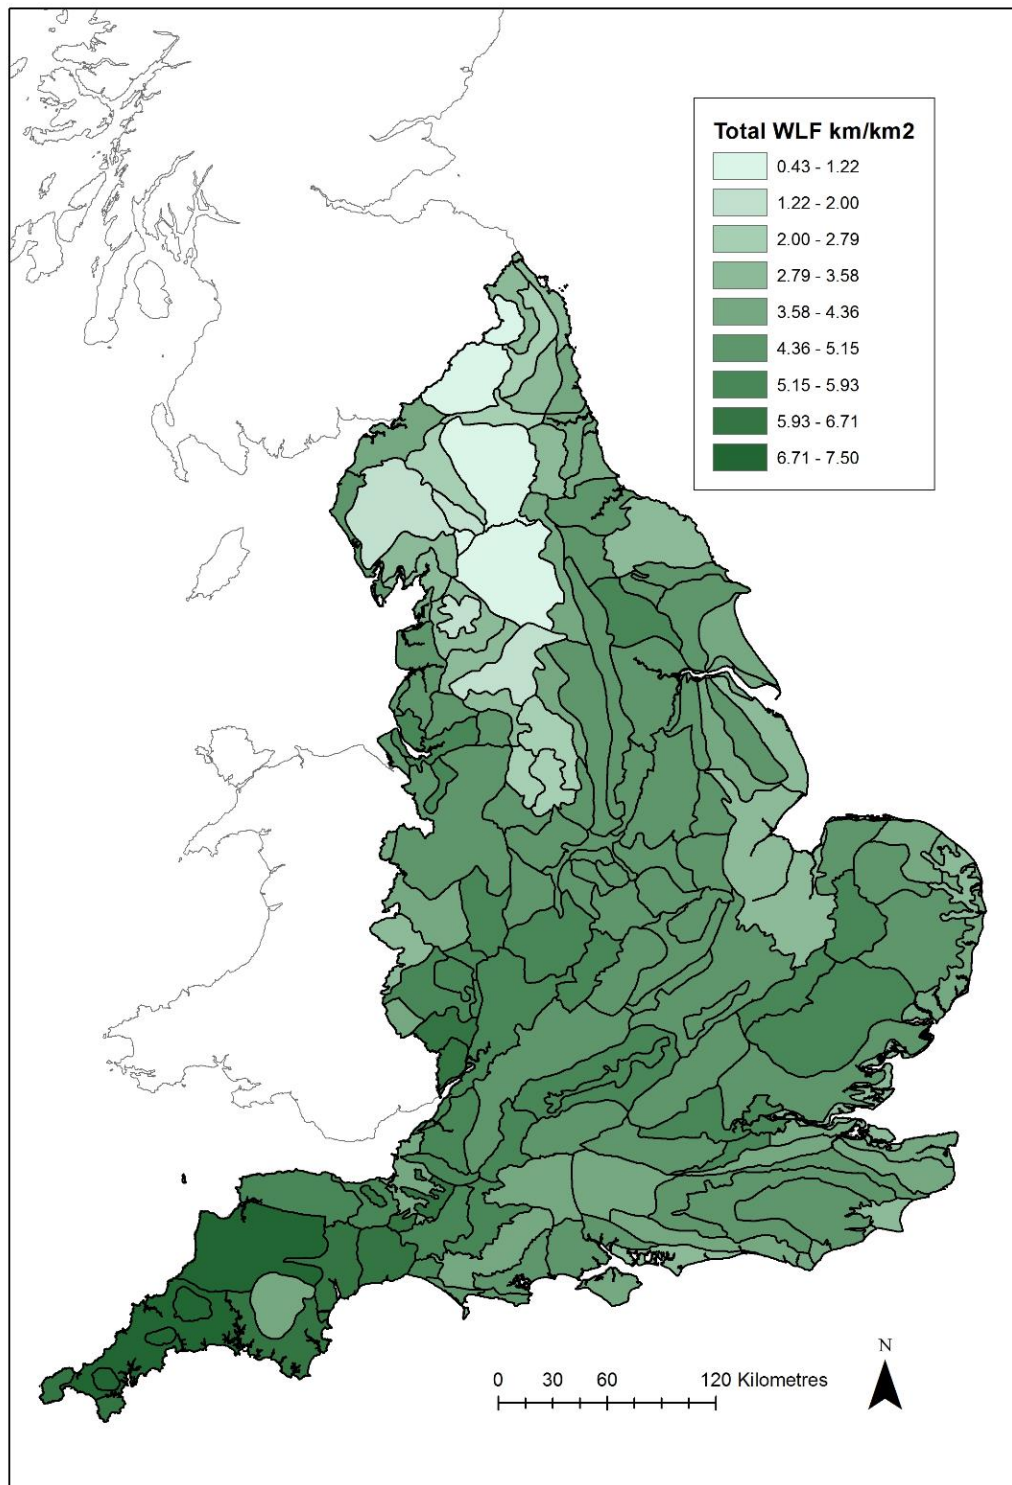 Total WLF km/km2
0.43 - 1.22
1.22 - 2.00
2.00 - 2.79
2.79 - 3.58
3.58 - 4.36
4.36 - 5.15
5.15 - 5.93
5.93 - 6.71
6.71 - 7.50
N
0 30 60 120 Kilometres